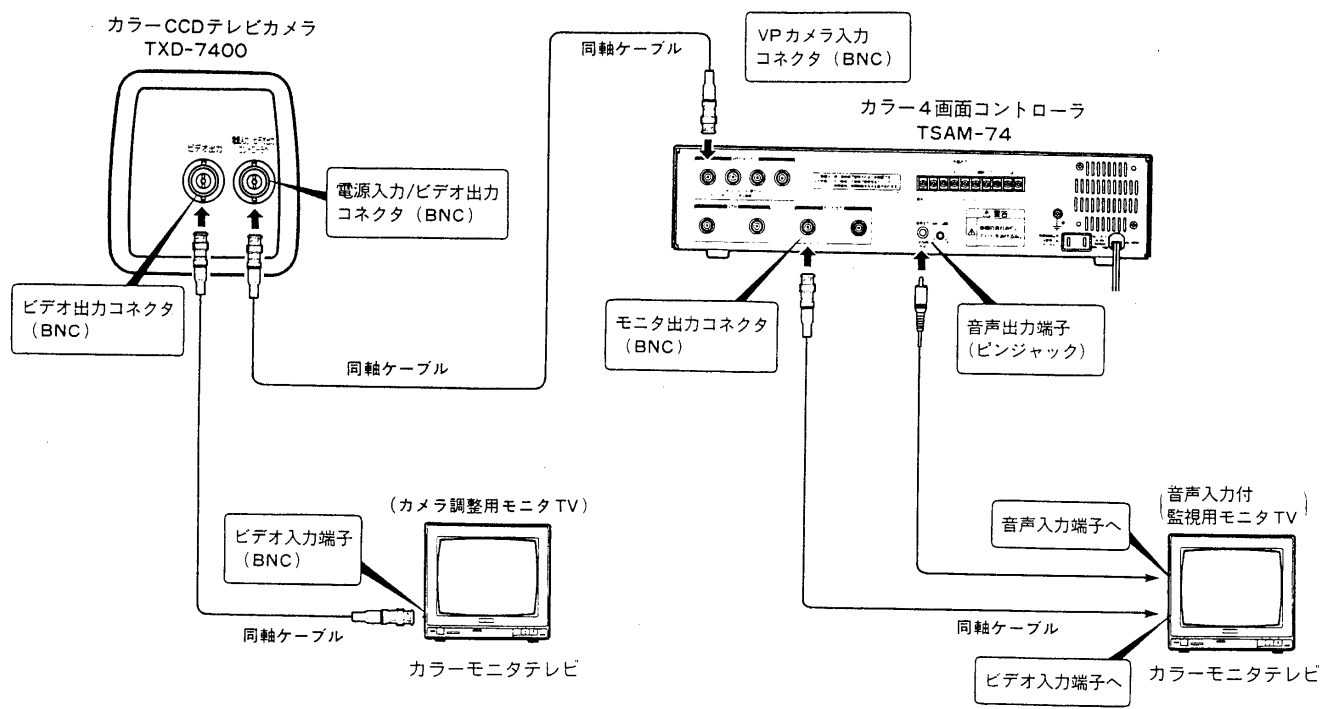 カラーCCDテレビカメラ
TXD-7400
ビデオ出力
電源入力/ビデオ出力
コネクタ(BNC)
ビデオ出力コネクタ
(BNC)
同軸ケーブル
同軸ケーブル
VPカメラ入力
コネクタ(BNC)
カラー4画面コントローラ
TSAM-74
警告
モニタ出力コネクタ
(BNC)
音声出力端子
(ピンジャック)
(カメラ調整用モニタTV)
ビデオ入力端子
(BNC)
同軸ケーブル
カラーモニタテレビ
音声入力端子へ
(音声入力付
監視用モニタTV)
同軸ケーブル
ビデオ入力端子へ
カラーモニタテレビ